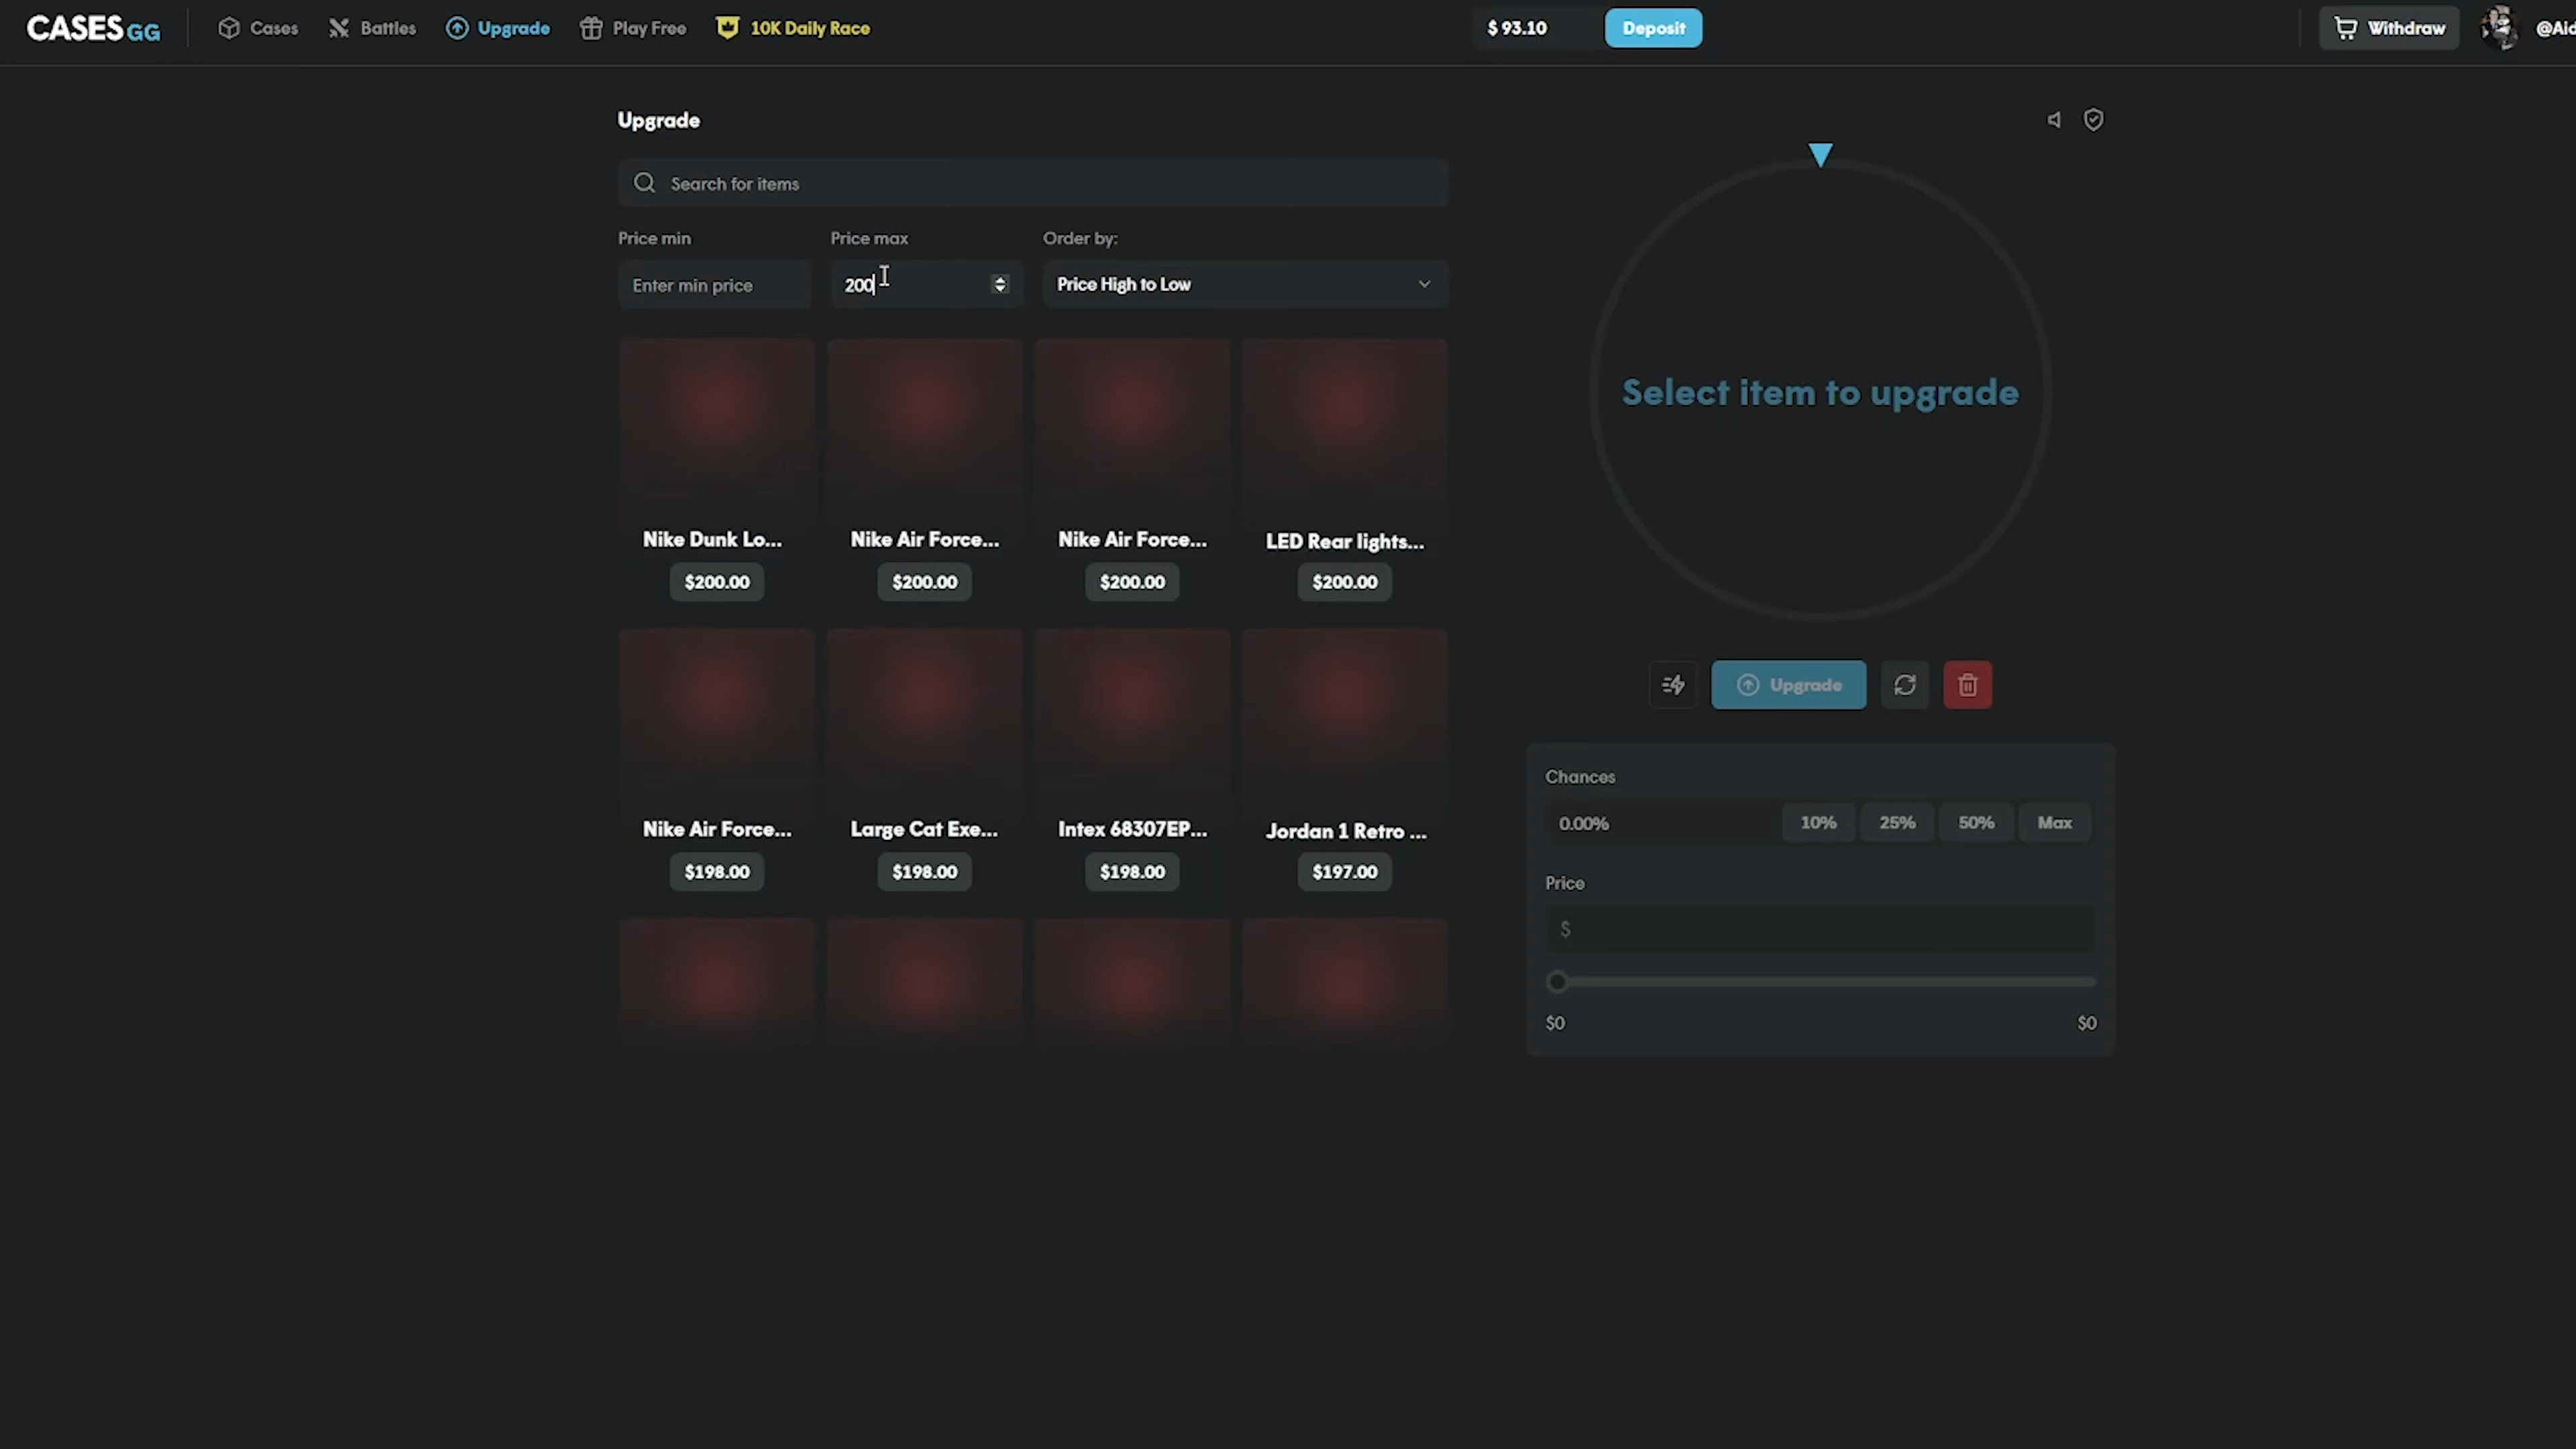 CASES GG
Cases
Battles
Upgrade
Play Free
10K Daily Race
$ 93.10
Deposit
Withdraw
Upgrade
Search for items
Price min
Price max
Order by:
Enter min price
200
Price High to Low
Nike Dunk Lo...
Nike Air Force...
Nike Air Force...
LED Rear lights...
$200.00
$200.00
$200.00
$200.00
Nike Air Force...
Large Cat Exe...
Intex 68307EP...
Jordan 1 Retro ...
$198.00
$198.00
$198.00
$197.00
Select item to upgrade
Upgrade
Chances
0.00%
10%
25%
50%
Max
Price
$
$0
$0